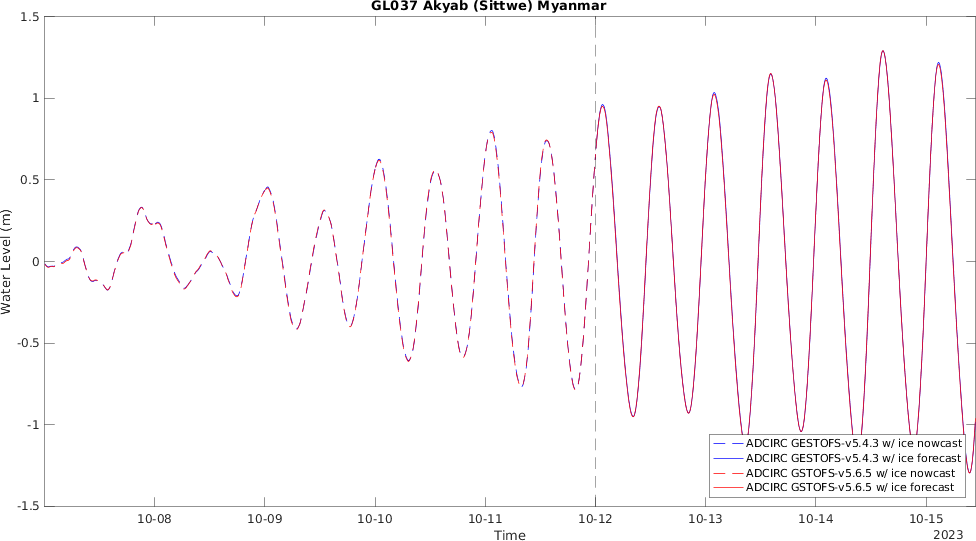 GL037 Akyab (Sittwe) Myanmar
1.5
1
0.5
0
-0.5
-1
-1.5
Water Level (m)
ADCIRC GESTOFS-v5.4.3 w/ ice nowcast
ADCIRC GESTOFS-v5.4.3 w/ ice forecast
ADCIRC GSTOFS-v5.6.5 w/ ice nowcast
ADCIRC GSTOFS-v5.6.5 w/ ice forecast
10-08 10-09 10-10 10-11 10-12 10-13 10-14 10-15
Time
2023